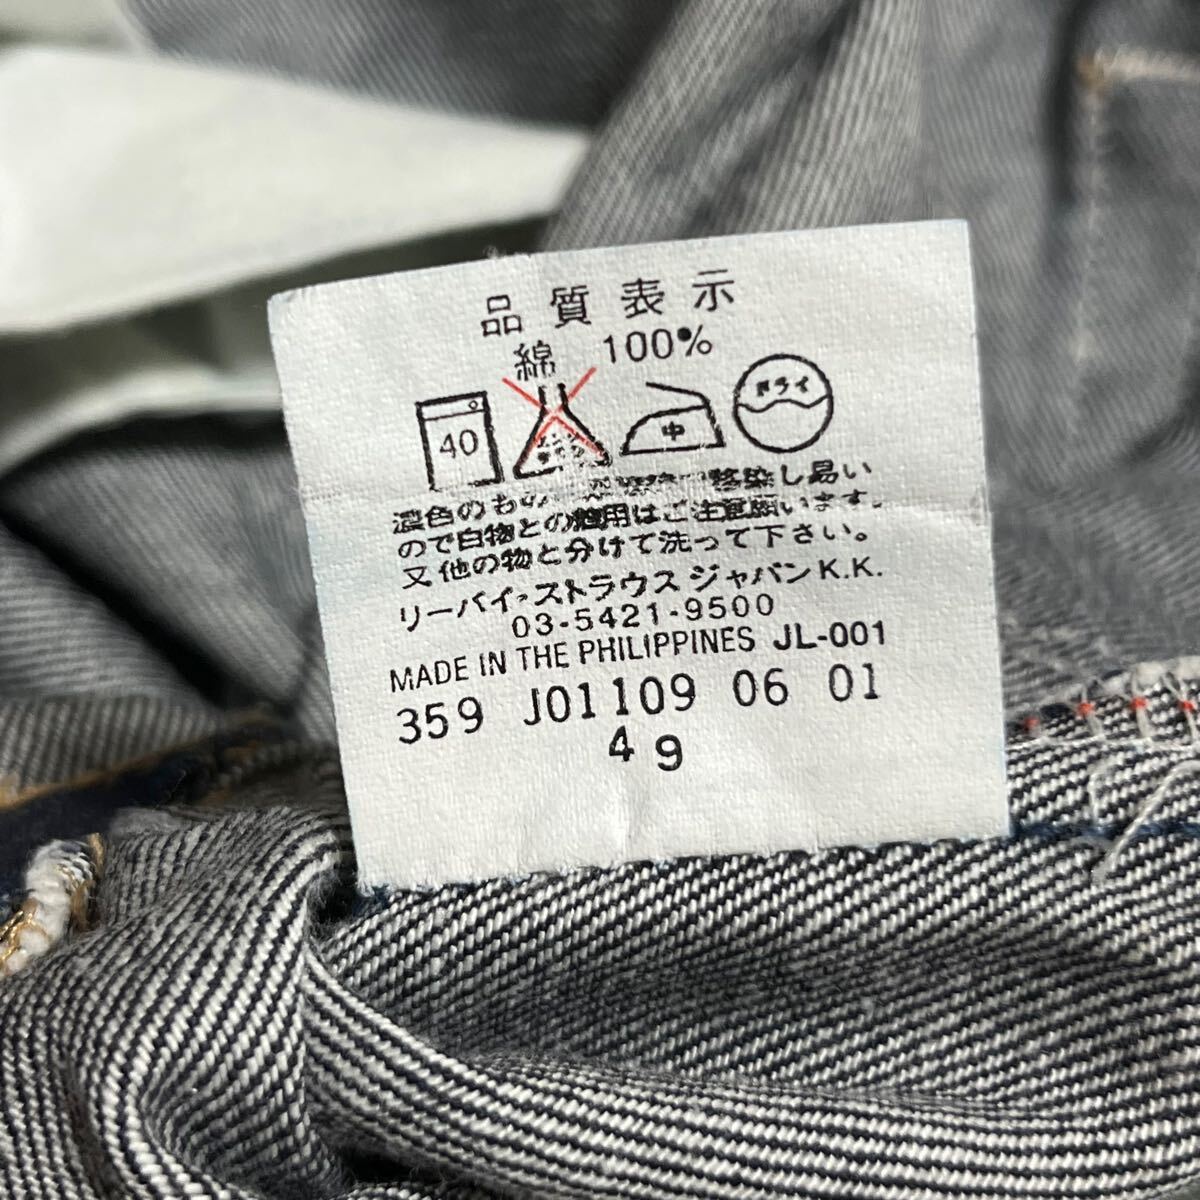 品質表示
綿 100%
40 中 ドライ
濃色のもの 移染し易い
ので白物との着用はご注意願います。
又他の物と分けて洗って下さい。
リーバイ・ストラウス ジャパン K.K.
03-5421-9500
MADE IN THE PHILIPPINES JL-001
359 J01109 06 01
49